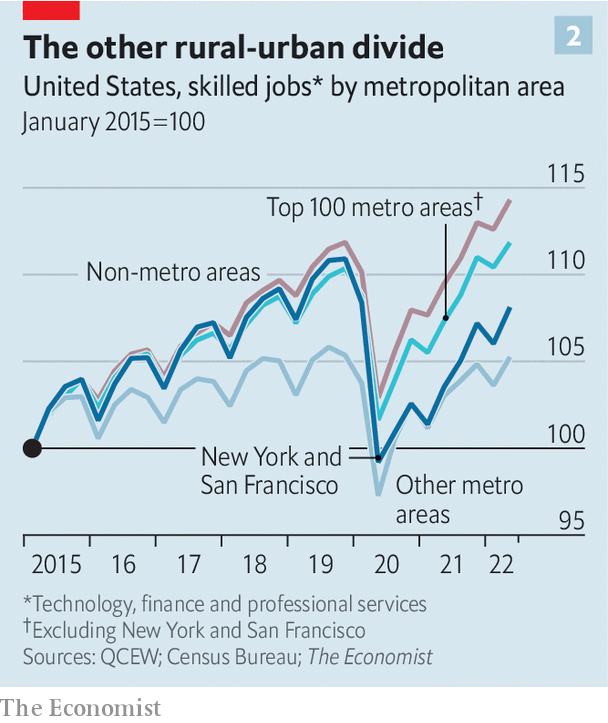 The other rural-urban divide
2
United States, skilled jobs* by metropolitan area
January 2015=100
115
Top 100 metro areas†
Non-metro areas
110
105
100
New York and
San Francisco
Other metro
areas
95
2015 16 17 18 19 20 21 22
*Technology, finance and professional services
†Excluding New York and San Francisco
Sources: QCEW; Census Bureau; The Economist
The Economist